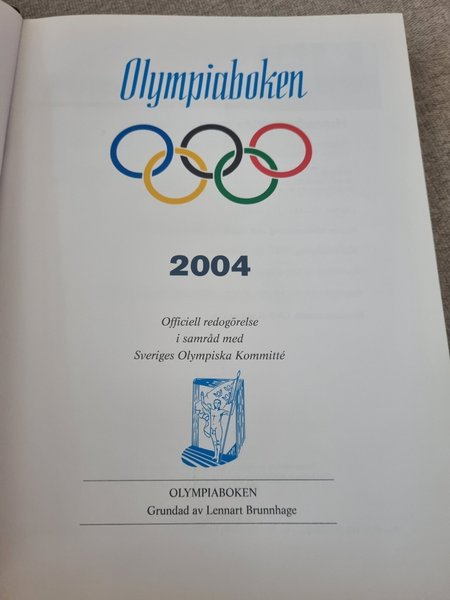 Olympiaboken
2004
Officiell redogörelse
i samråd med
Sveriges Olympiska Kommitté
OLYMPIABOKEN
Grundad av Lennart Brunnhage